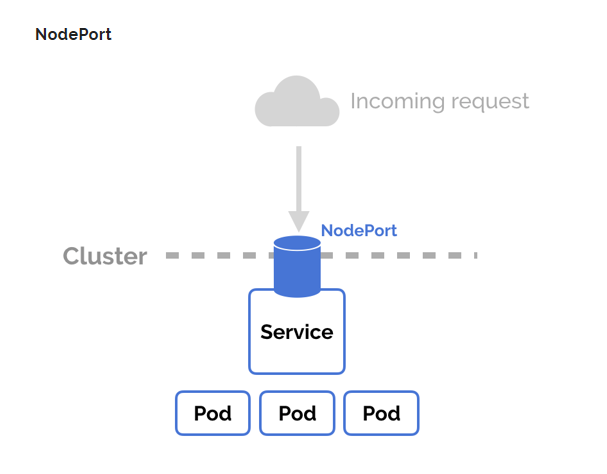 NodePort
Incoming request
NodePort
Cluster
Service
Pod
Pod
Pod